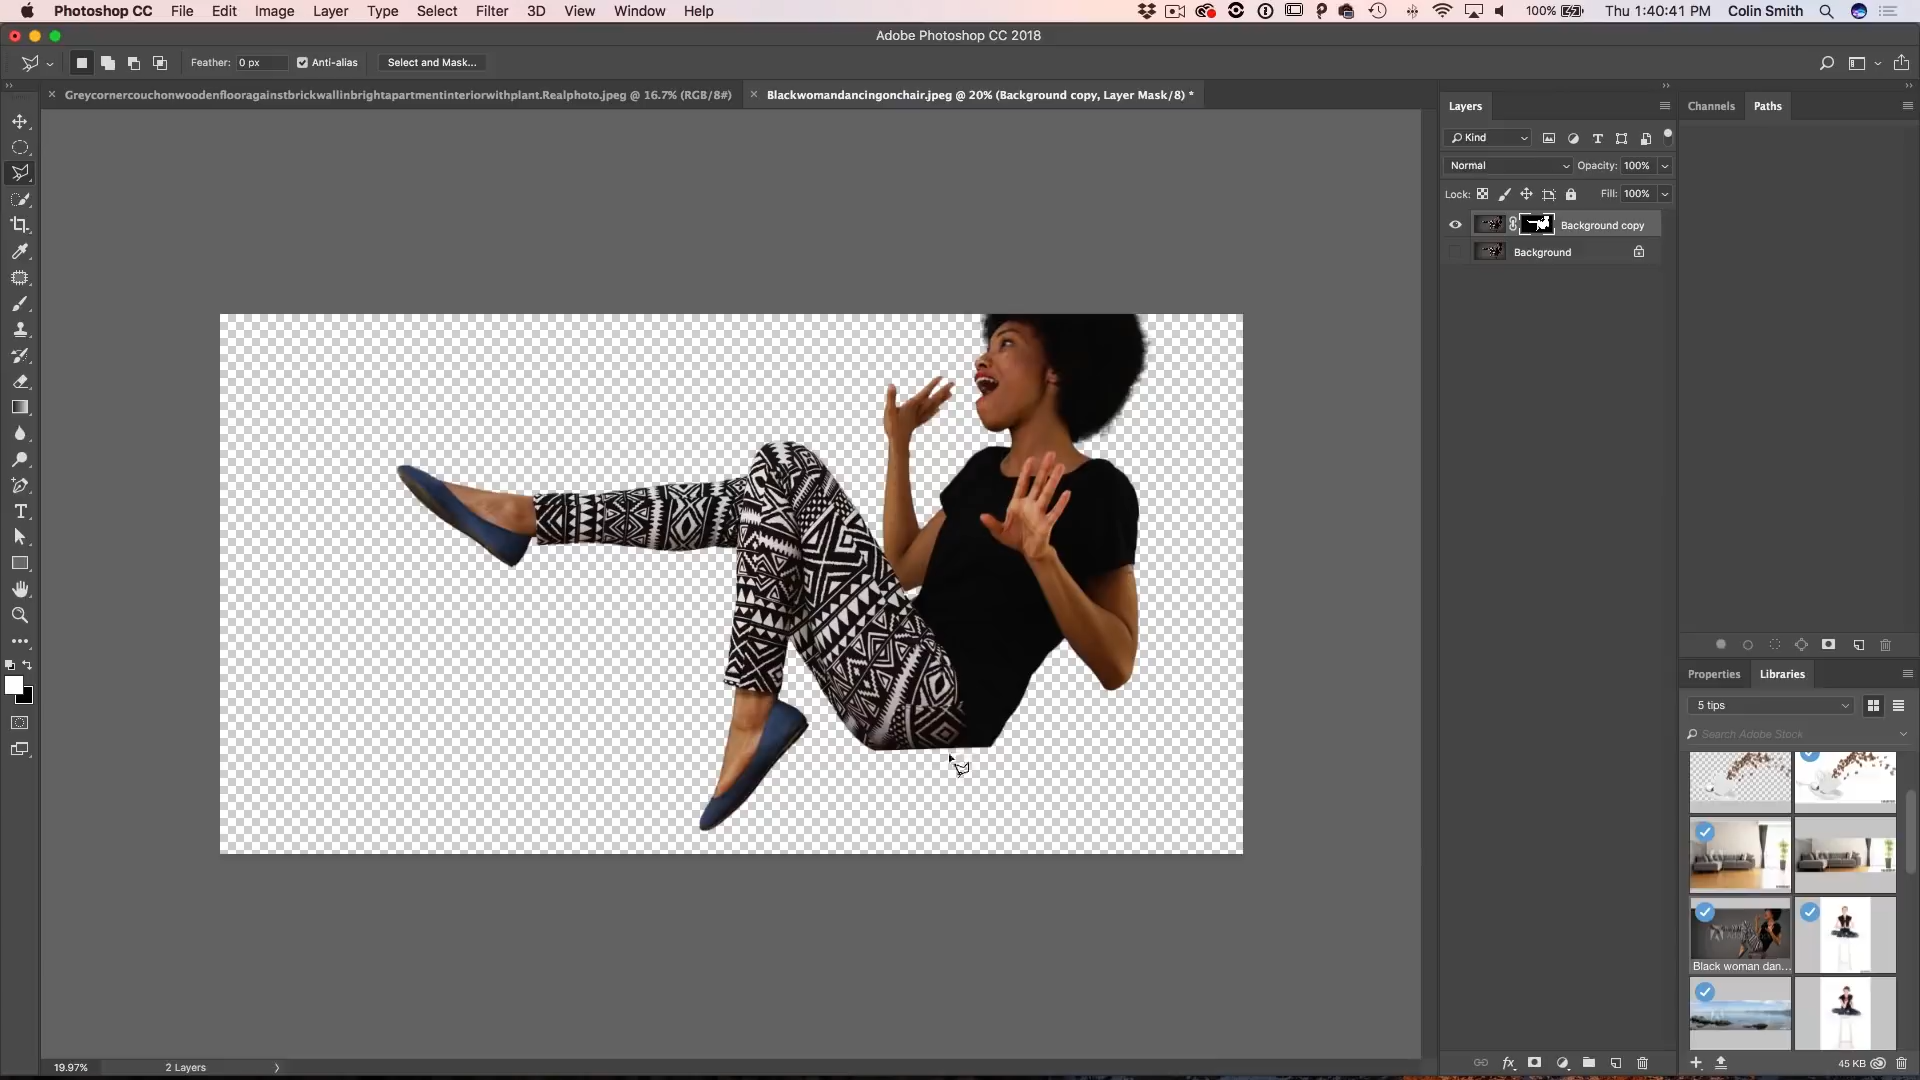 Photoshop CC File Edit Image Layer Type Select Filter 3D View Window Help 100% Thu 1:40:41 PM Colin Smith
Adobe Photoshop CC 2018
Feather: 0 px Anti-alias Select and Mask...
Greycornercouchonwoodenflooragainstbrickwallinbrightapartmentinteriorwithplant.Realphoto.jpeg @ 16.7% (RGB/8#)
Blackwomandancingonchair.jpeg @ 20% (Background copy, Layer Mask/8) *
Layers
Channels Paths
Kind
Normal Opacity: 100%
Lock: Fill: 100%
Background copy
Background
Properties Libraries
5 tips
Search Adobe Stock
Black woman dan...
19.97% 2 Layers
45 KB